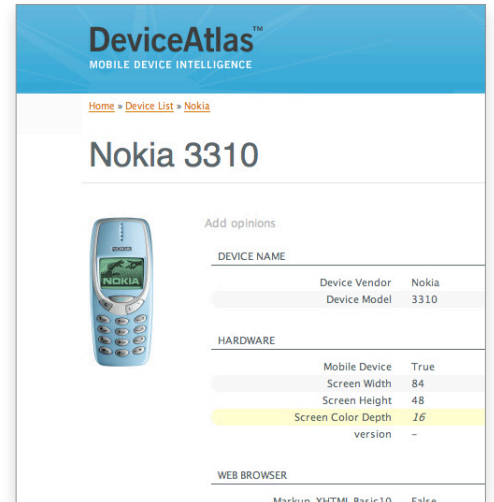 DeviceAtlas™
MOBILE DEVICE INTELLIGENCE
Home » Device List » Nokia
Nokia 3310
Add opinions
NOKIA
NOKIA
DEVICE NAME
Device Vendor Nokia
Device Model 3310
HARDWARE
Mobile Device True
Screen Width 84
Screen Height 48
Screen Color Depth 16
version –
WEB BROWSER
Markup XHTML Basic10 False